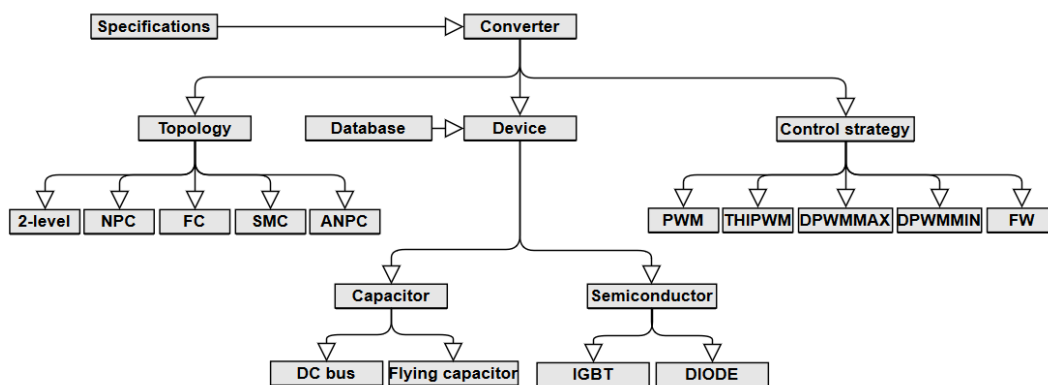 Specifications
Converter
Topology
Database
Device
Control strategy
2-level
NPC
FC
SMC
ANPC
PWM
THIPWM
DPWMMAX
DPWMMIN
FW
Capacitor
Semiconductor
DC bus
Flying capacitor
IGBT
DIODE